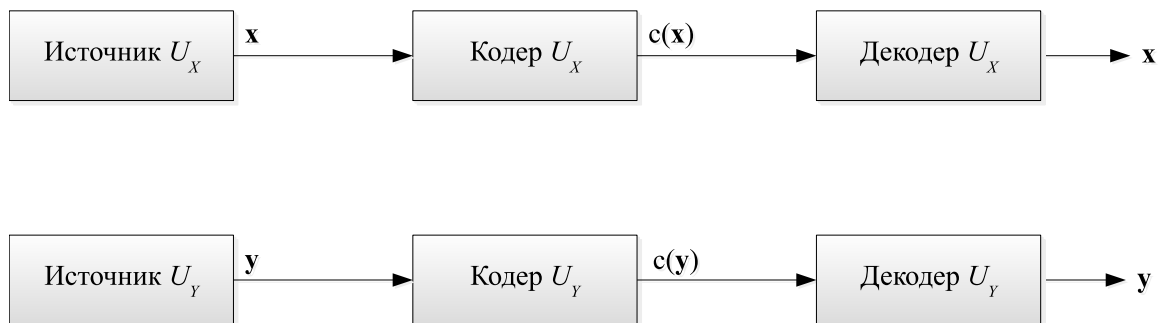 Источник U_X x Кодер U_X c(x) Декодер U_X x
Источник U_Y y Кодер U_Y c(y) Декодер U_Y y